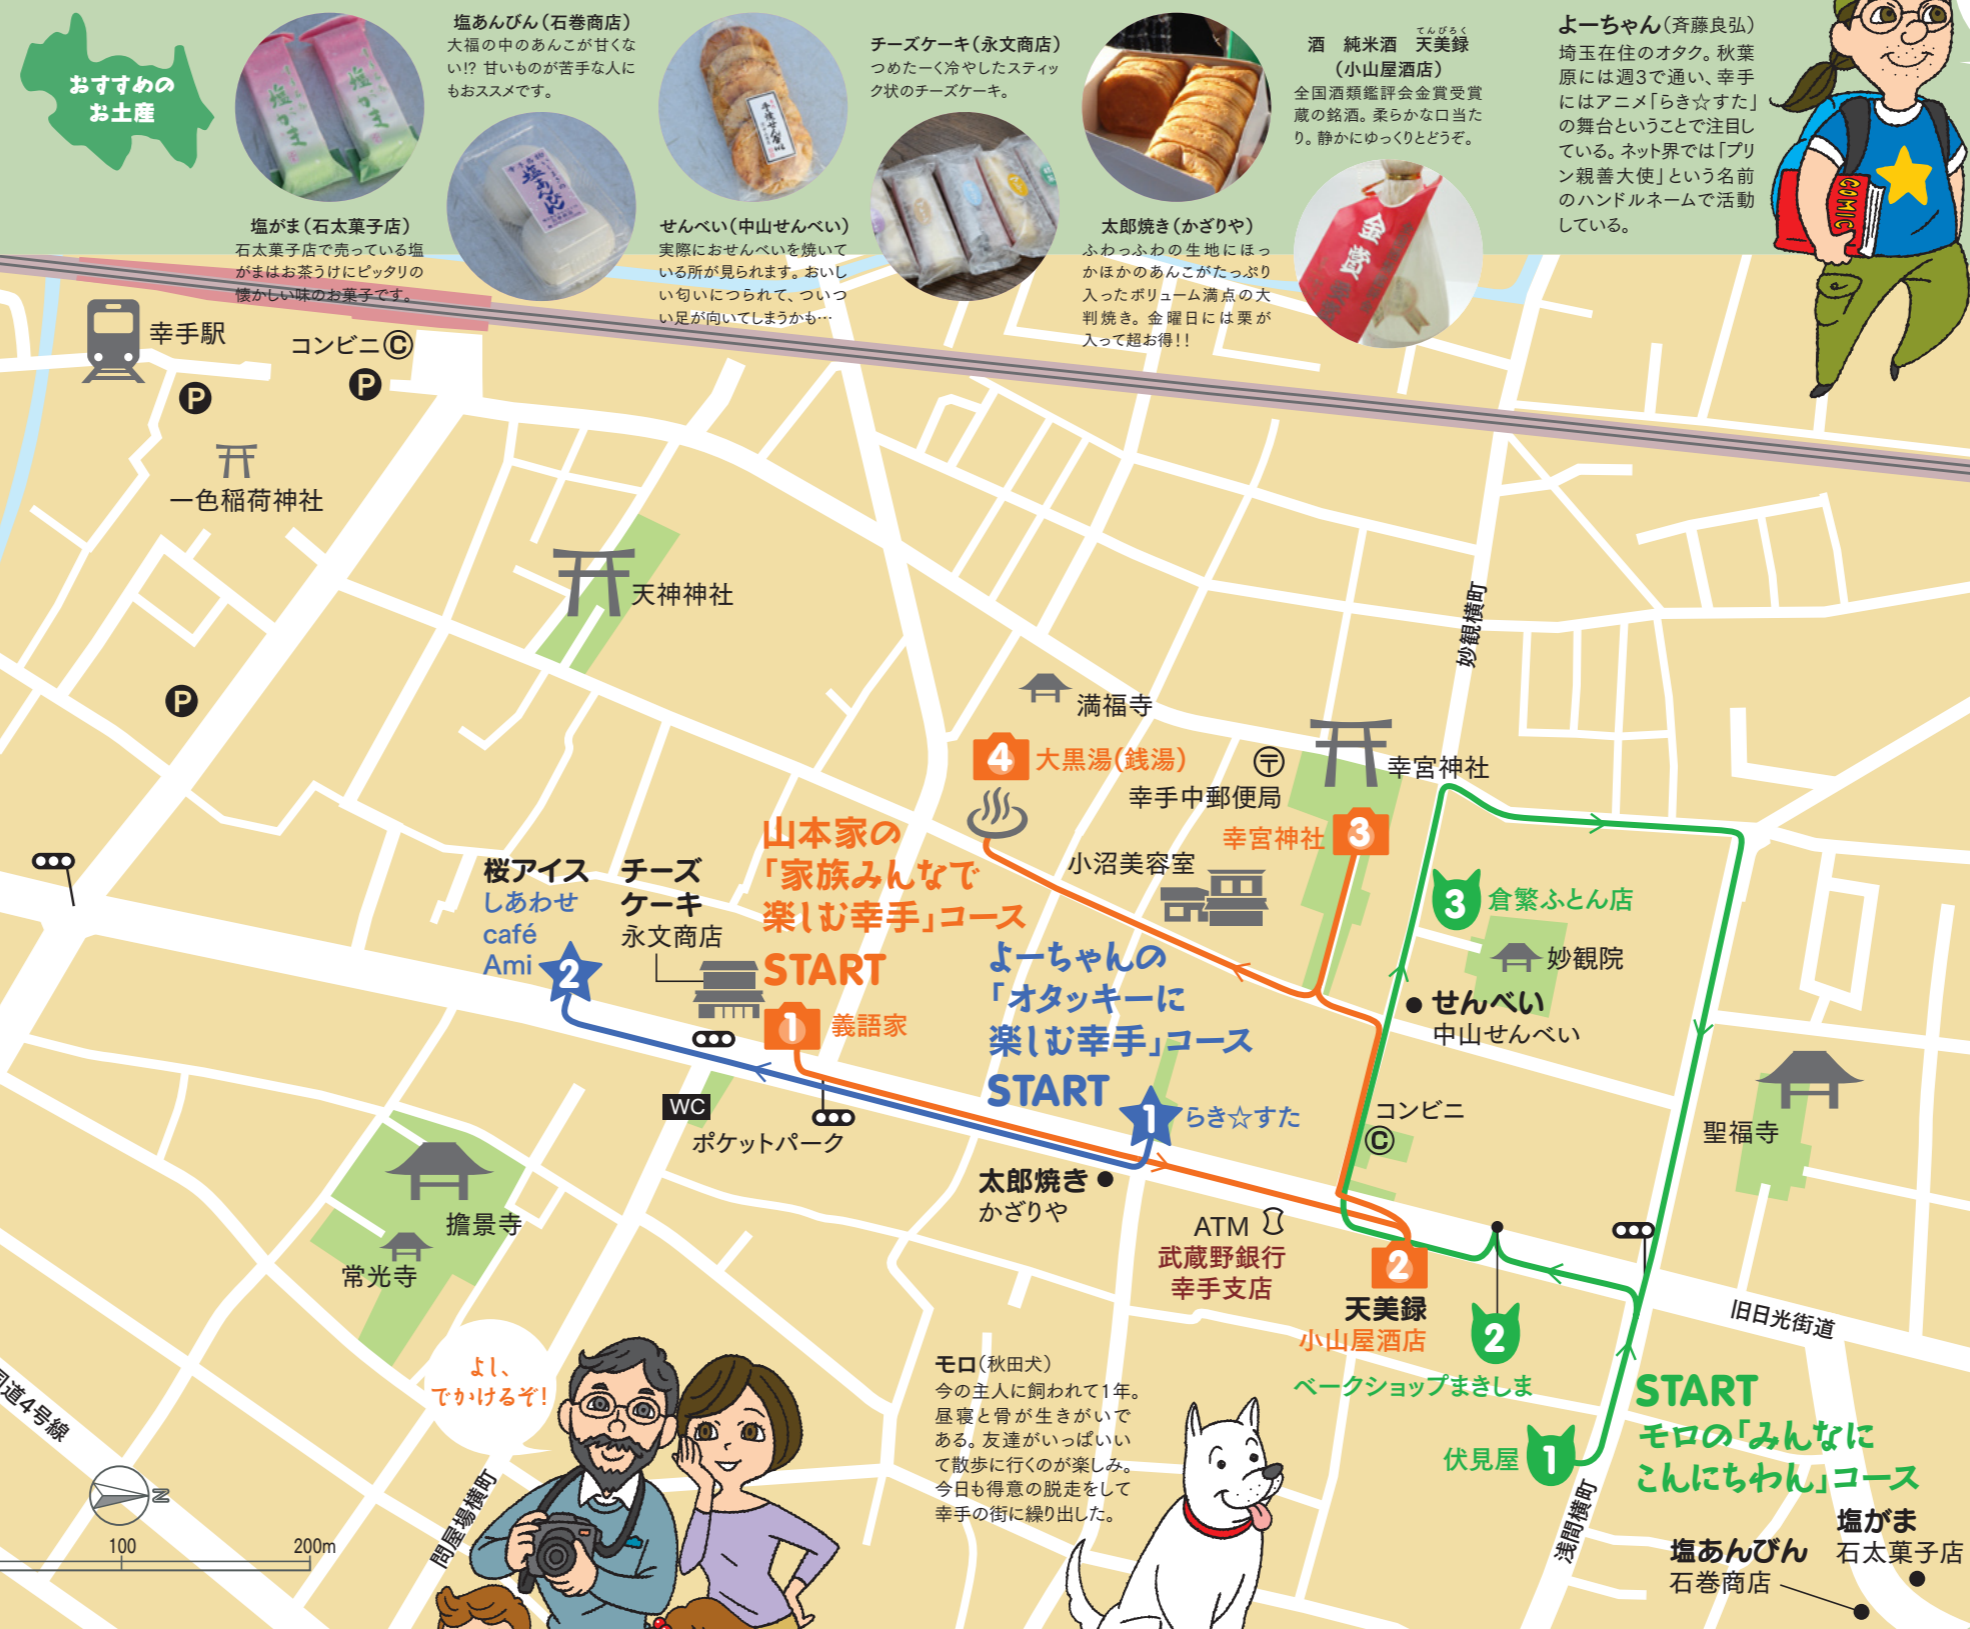 おすすめの
お土産
塩がま（石太菓子店）
石太菓子店で売っている塩
がまはお茶うけにピッタリの
懐かしい味のお菓子です。
塩あんびん（石巻商店）
大福の中のあんこが甘くな
い!? 甘いものが苦手な人に
もおススメです。
塩あんびん
せんべい（中山せんべい）
実際におせんべいを焼いて
いる所が見られます。おいし
い匂いにつられて、ついつ
い足が向いてしまうかも…
チーズケーキ（永文商店）
つめたーく冷やしたスティッ
ク状のチーズケーキ。
太郎焼き（かざりや）
ふわっふわの生地にほっ
かほかのあんこがたっぷり
入ったボリューム満点の大
判焼き。金曜日には栗が
入って超お得!!
酒　純米酒　天美録
てんびろく
（小山屋酒店）
全国酒類鑑評会金賞受賞
蔵の銘酒。柔らかな口当た
り。静かにゆっくりとどうぞ。
金賞受賞
よーちゃん（斉藤良弘）
埼玉在住のオタク。秋葉
原には週3で通い、幸手
にはアニメ「らき☆すた」
の舞台ということで注目し
ている。ネット界では「プリ
ン親善大使」という名前
のハンドルネームで活動
している。
COMIC
幸手駅
コンビニ C
P
P
一色稲荷神社
天神神社
P
妙観横町
満福寺
4 大黒湯(銭湯)
〒
幸手中郵便局
幸宮神社
幸宮神社 3
小沼美容室
山本家の
「家族みんなで
楽しむ幸手」コース
START
1 義語家
桜アイス
しあわせ
café
Ami 2
チーズ
ケーキ
永文商店
よーちゃんの
「オタッキーに
楽しむ幸手」コース
START
1 らき☆すた
3 倉繁ふとん店
妙観院
せんべい
中山せんべい
コンビニ
C
聖福寺
WC
ポケットパーク
太郎焼き
かざりや
ATM
武蔵野銀行
幸手支店
2
天美録
小山屋酒店
2
ベークショップまきしま
旧日光街道
擔景寺
常光寺
START
モロの「みんなに
こんにちわん」コース
伏見屋 1
浅間横町
塩あんびん
石巻商店
塩がま
石太菓子店
よし、
でかけるぞ!
モロ（秋田犬）
今の主人に飼われて1年。
昼寝と骨が生きがいで
ある。友達がいっぱいい
て散歩に行くのが楽しみ。
今日も得意の脱走をして
幸手の街に繰り出した。
道4号線
問屋場横町
N
100 200m